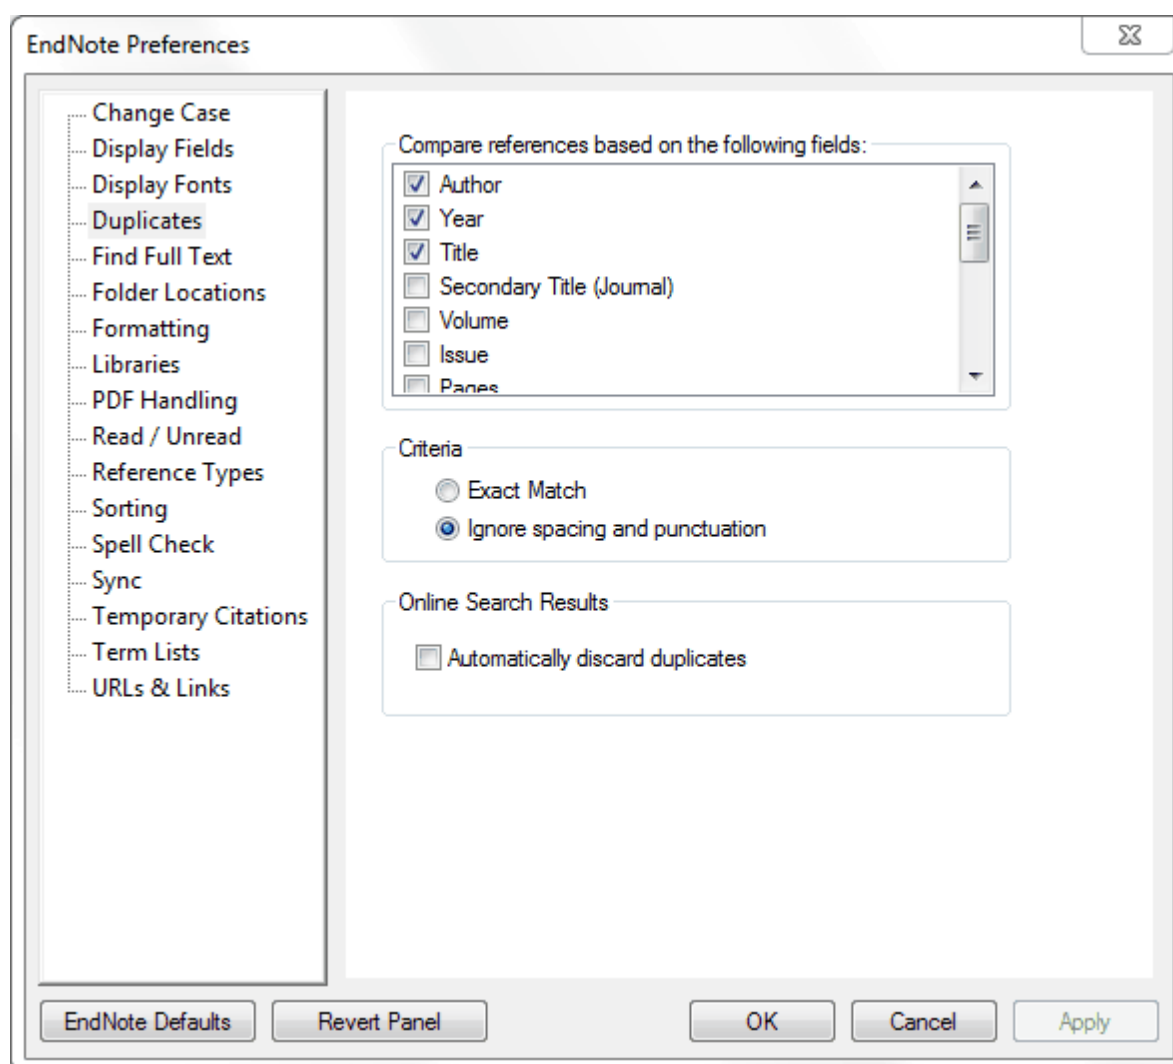 EndNote Preferences
Change Case
Display Fields
Display Fonts
Duplicates
Find Full Text
Folder Locations
Formatting
Libraries
PDF Handling
Read / Unread
Reference Types
Sorting
Spell Check
Sync
Temporary Citations
Term Lists
URLs & Links
Compare references based on the following fields:
Author
Year
Title
Secondary Title (Journal)
Volume
Issue
Pages
Criteria
Exact Match
Ignore spacing and punctuation
Online Search Results
Automatically discard duplicates
EndNote Defaults
Revert Panel
OK
Cancel
Apply